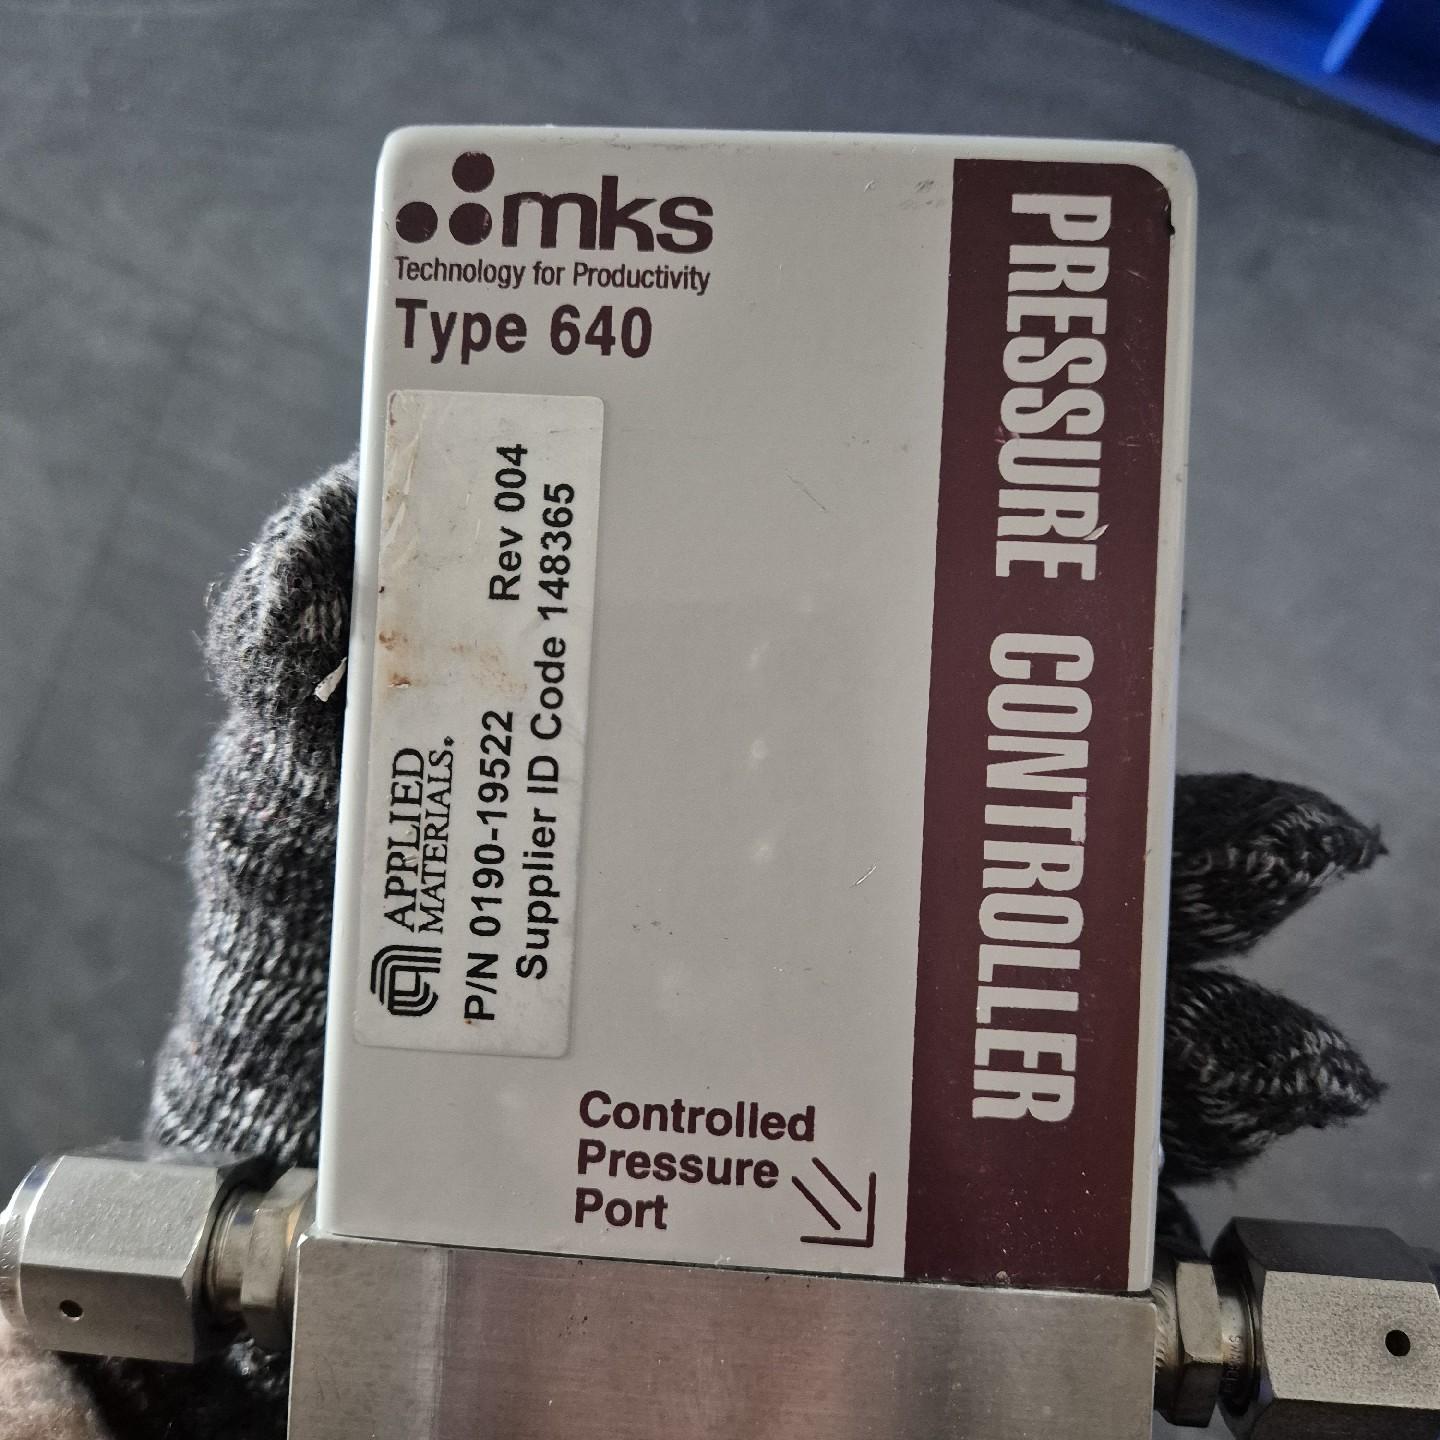 mks
Technology for Productivity
Type 640
APPLIED
MATERIALS®
P/N 0190-19522 Rev 004
Supplier ID Code 148365
PRESSURE CONTROLLER
Controlled
Pressure
Port